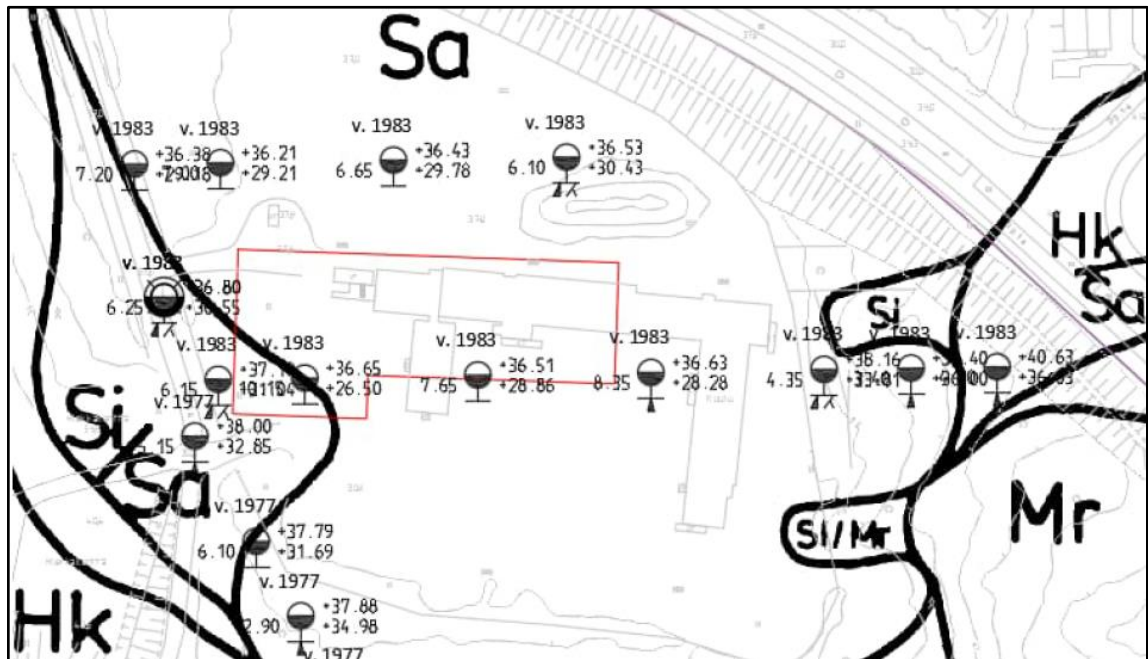 Sa
v. 1983
v. 1983
v. 1983
v. 1983
+36.38
+36.21
+36.43
+36.53
7.20
+29.21
6.65
+29.78
6.10
+30.43
Hk
Sa
v. 1983
6.25
Si
v. 1983
v. 1983
v. 1983
v. 1983
v. 1983
v. 1983
+36.65
+36.51
+36.63
+38.16
+40.63
6.15
+26.50
7.65
+28.86
8.35
+28.28
4.35
v. 1977
+38.00
+32.85
Si/
Sa
Mr
v. 1977
+37.79
6.10
+31.69
Si/Mr
v. 1977
+37.88
2.90
+34.98
Hk
v. 1977